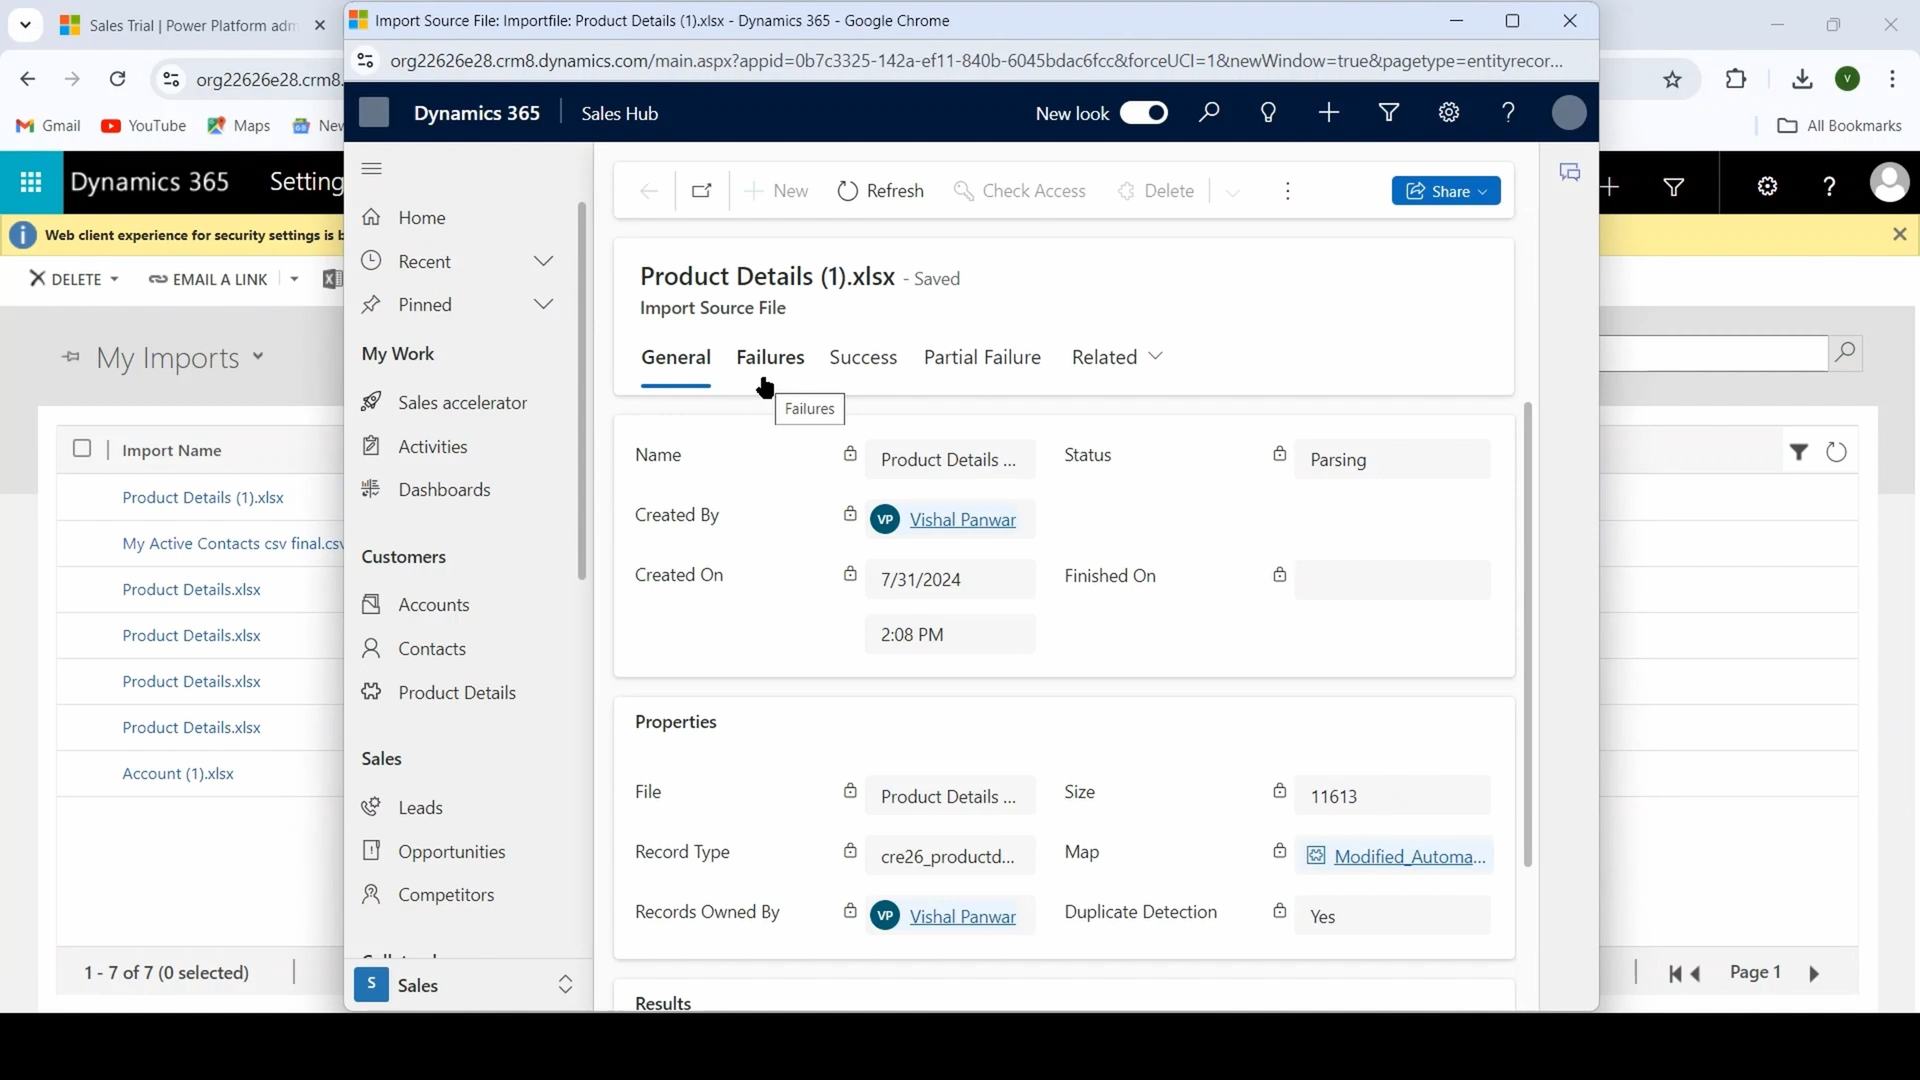 Sales Trial | Power Platform adm
Import Source File: Importfile: Product Details (1).xlsx - Dynamics 365 - Google Chrome
org22626e28.crm8.
org22626e28.crm8.dynamics.com/main.aspx?appid=0b7c3325-142a-ef11-840b-6045bdac6fcc&forceUCI=1&newWindow=true&pagetype=entityrecor...
V
Gmail
YouTube
Maps
New
All Bookmarks
Dynamics 365
Setting
Dynamics 365
Sales Hub
New look
Web client experience for security settings is b
DELETE
EMAIL A LINK
My Imports
Import Name
Product Details (1).xlsx
My Active Contacts csv final.csv
Product Details.xlsx
Product Details.xlsx
Product Details.xlsx
Product Details.xlsx
Account (1).xlsx
1 - 7 of 7 (0 selected)
Page 1
Home
Recent
Pinned
My Work
Sales accelerator
Activities
Dashboards
Customers
Accounts
Contacts
Product Details
Sales
Leads
Opportunities
Competitors
S
Sales
New
Refresh
Check Access
Delete
Share
Product Details (1).xlsx - Saved
Import Source File
General
Failures
Success
Partial Failure
Related
Failures
Name
Product Details ...
Status
Parsing
Created By
VP
Vishal Panwar
Created On
7/31/2024
Finished On
2:08 PM
Properties
File
Product Details ...
Size
11613
Record Type
cre26_productd...
Map
Modified_Automa...
Records Owned By
VP
Vishal Panwar
Duplicate Detection
Yes
Results